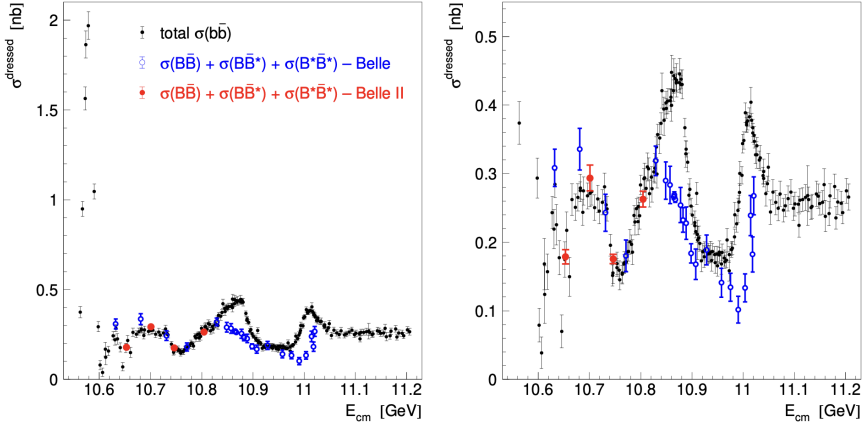 σ^dressed [nb]
2
1.5
1
0.5
0
total σ(bb̄)
σ(BB̄) + σ(BB̄*) + σ(B*B̄*) – Belle
σ(BB̄) + σ(BB̄*) + σ(B*B̄*) – Belle II
10.6 10.7 10.8 10.9 11 11.1 11.2
E_cm [GeV]
σ^dressed [nb]
0.5
0.4
0.3
0.2
0.1
0
10.6 10.7 10.8 10.9 11 11.1 11.2
E_cm [GeV]